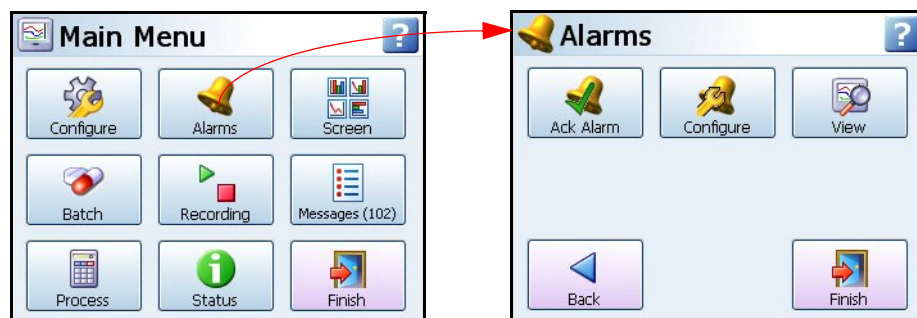 Main Menu
?
Configure
Alarms
Screen
Batch
Recording
Messages (102)
Process
Status
Finish
Alarms
?
Ack Alarm
Configure
View
Back
Finish